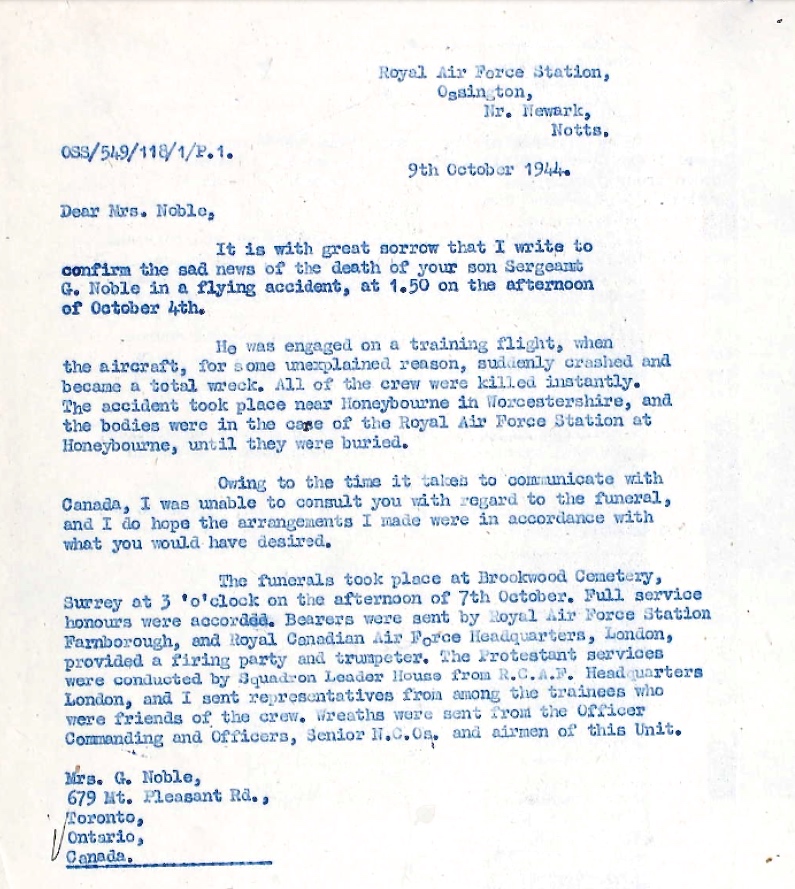 Royal Air Force Station,
Ossington,
Nr. Newark,
Notts.
OSS/549/118/1/P.1.
9th October 1944.
Dear Mrs. Noble,
It is with great sorrow that I write to
confirm the sad news of the death of your son Sergeant
G. Noble in a flying accident, at 1.50 on the afternoon
of October 4th.
He was engaged on a training flight, when
the aircraft, for some unexplained reason, suddenly crashed and
became a total wreck. All of the crew were killed instantly.
The accident took place near Honeybourne in Worcestershire, and
the bodies were in the care of the Royal Air Force Station at
Honeybourne, until they were buried.
Owing to the time it takes to communicate with
Canada, I was unable to consult you with regard to the funeral,
and I do hope the arrangements I made were in accordance with
what you would have desired.
The funerals took place at Brookwood Cemetery,
Surrey at 3 'o'clock on the afternoon of 7th October. Full service
honours were accorded. Bearers were sent by Royal Air Force Station
Farnborough, and Royal Canadian Air Force Headquarters, London,
provided a firing party and trumpeter. The Protestant services
were conducted by Squadron Leader House from R.C.A.F. Headquarters
London, and I sent representatives from among the trainees who
were friends of the crew. Wreaths were sent from the Officer
Commanding and Officers, Senior N.C.Os. and airmen of this Unit.
Mrs. G. Noble,
679 Mt. Pleasant Rd.,
Toronto,
Ontario,
Canada.